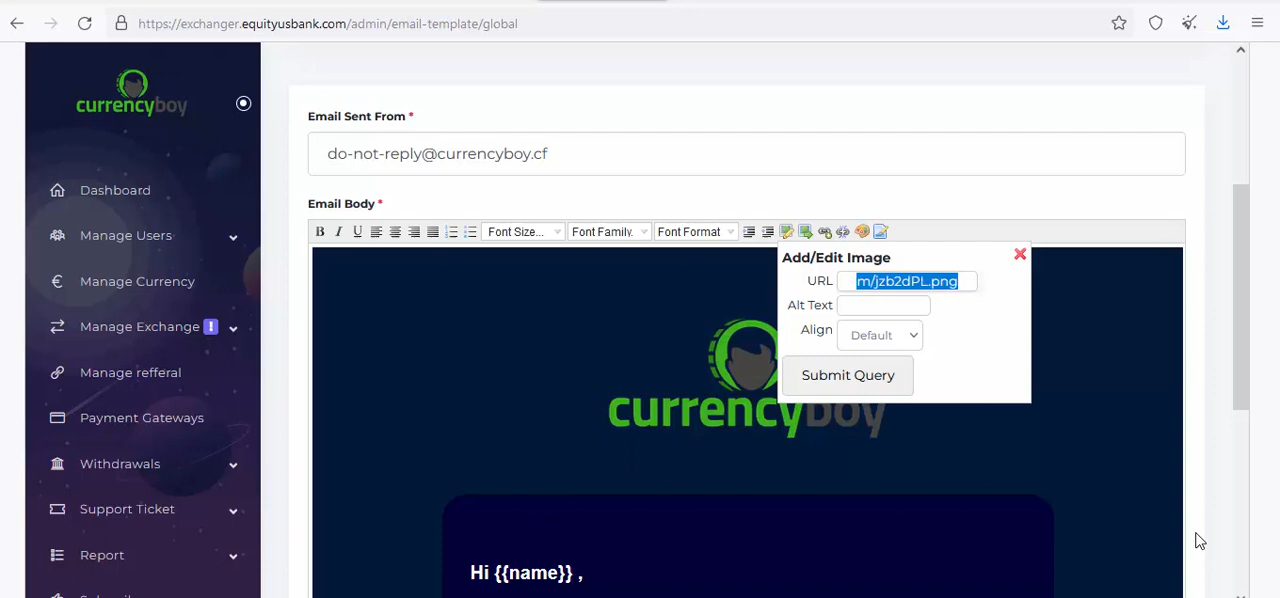 https://exchanger.equityusbank.com/admin/email-template/global
currencyboy
Email Sent From *
do-not-reply@currencyboy.cf
Dashboard
Email Body *
Manage Users
B I U Font Size... Font Family. Font Format
Add/Edit Image
Manage Currency
URL m/jzb2dPL.png
Alt Text
Manage Exchange !
Align Default
Manage refferal
Submit Query
currencyboy
Payment Gateways
Withdrawals
Support Ticket
Report
Hi {{name}} ,